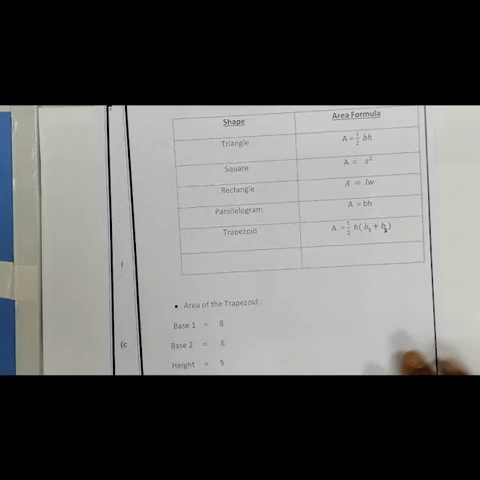 Shape Area Formula
Triangle A = ½ bh
Square A = s²
Rectangle A = lw
Parallelogram A = bh
Trapezoid A = ½ h( b₁ + b₂)
(
• Area of the Trapezoid :
Base 1 = 8
(c
Base 2 = 6
Height = 5